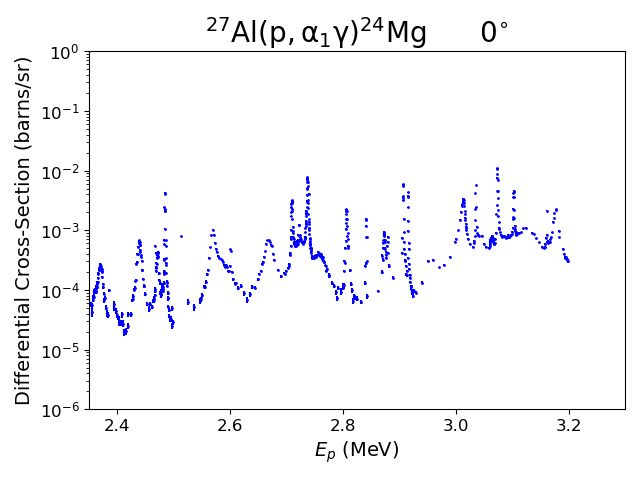 ²⁷Al(p, α₁γ)²⁴Mg 0°
Differential Cross-Section (barns/sr)
10⁰
10⁻¹
10⁻²
10⁻³
10⁻⁴
10⁻⁵
10⁻⁶
2.4 2.6 2.8 3.0 3.2
Eₚ (MeV)